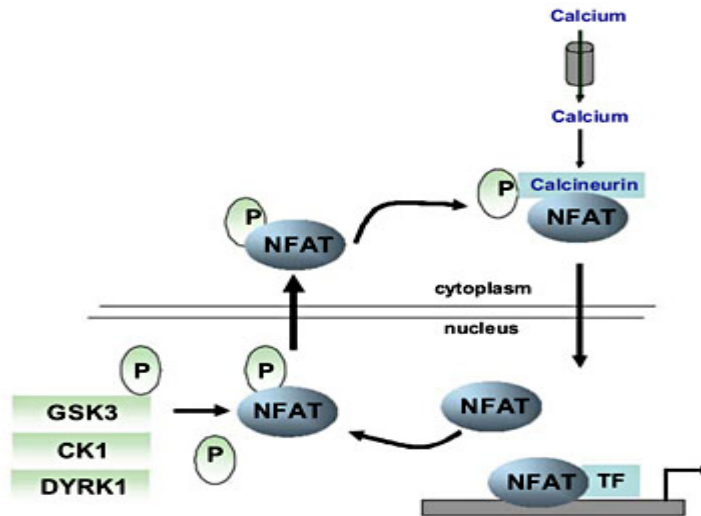 Calcium
Calcium
P Calcineurin
NFAT
P
NFAT
cytoplasm
nucleus
P
GSK3
CK1
DYRK1
P
P
NFAT
NFAT
NFAT TF